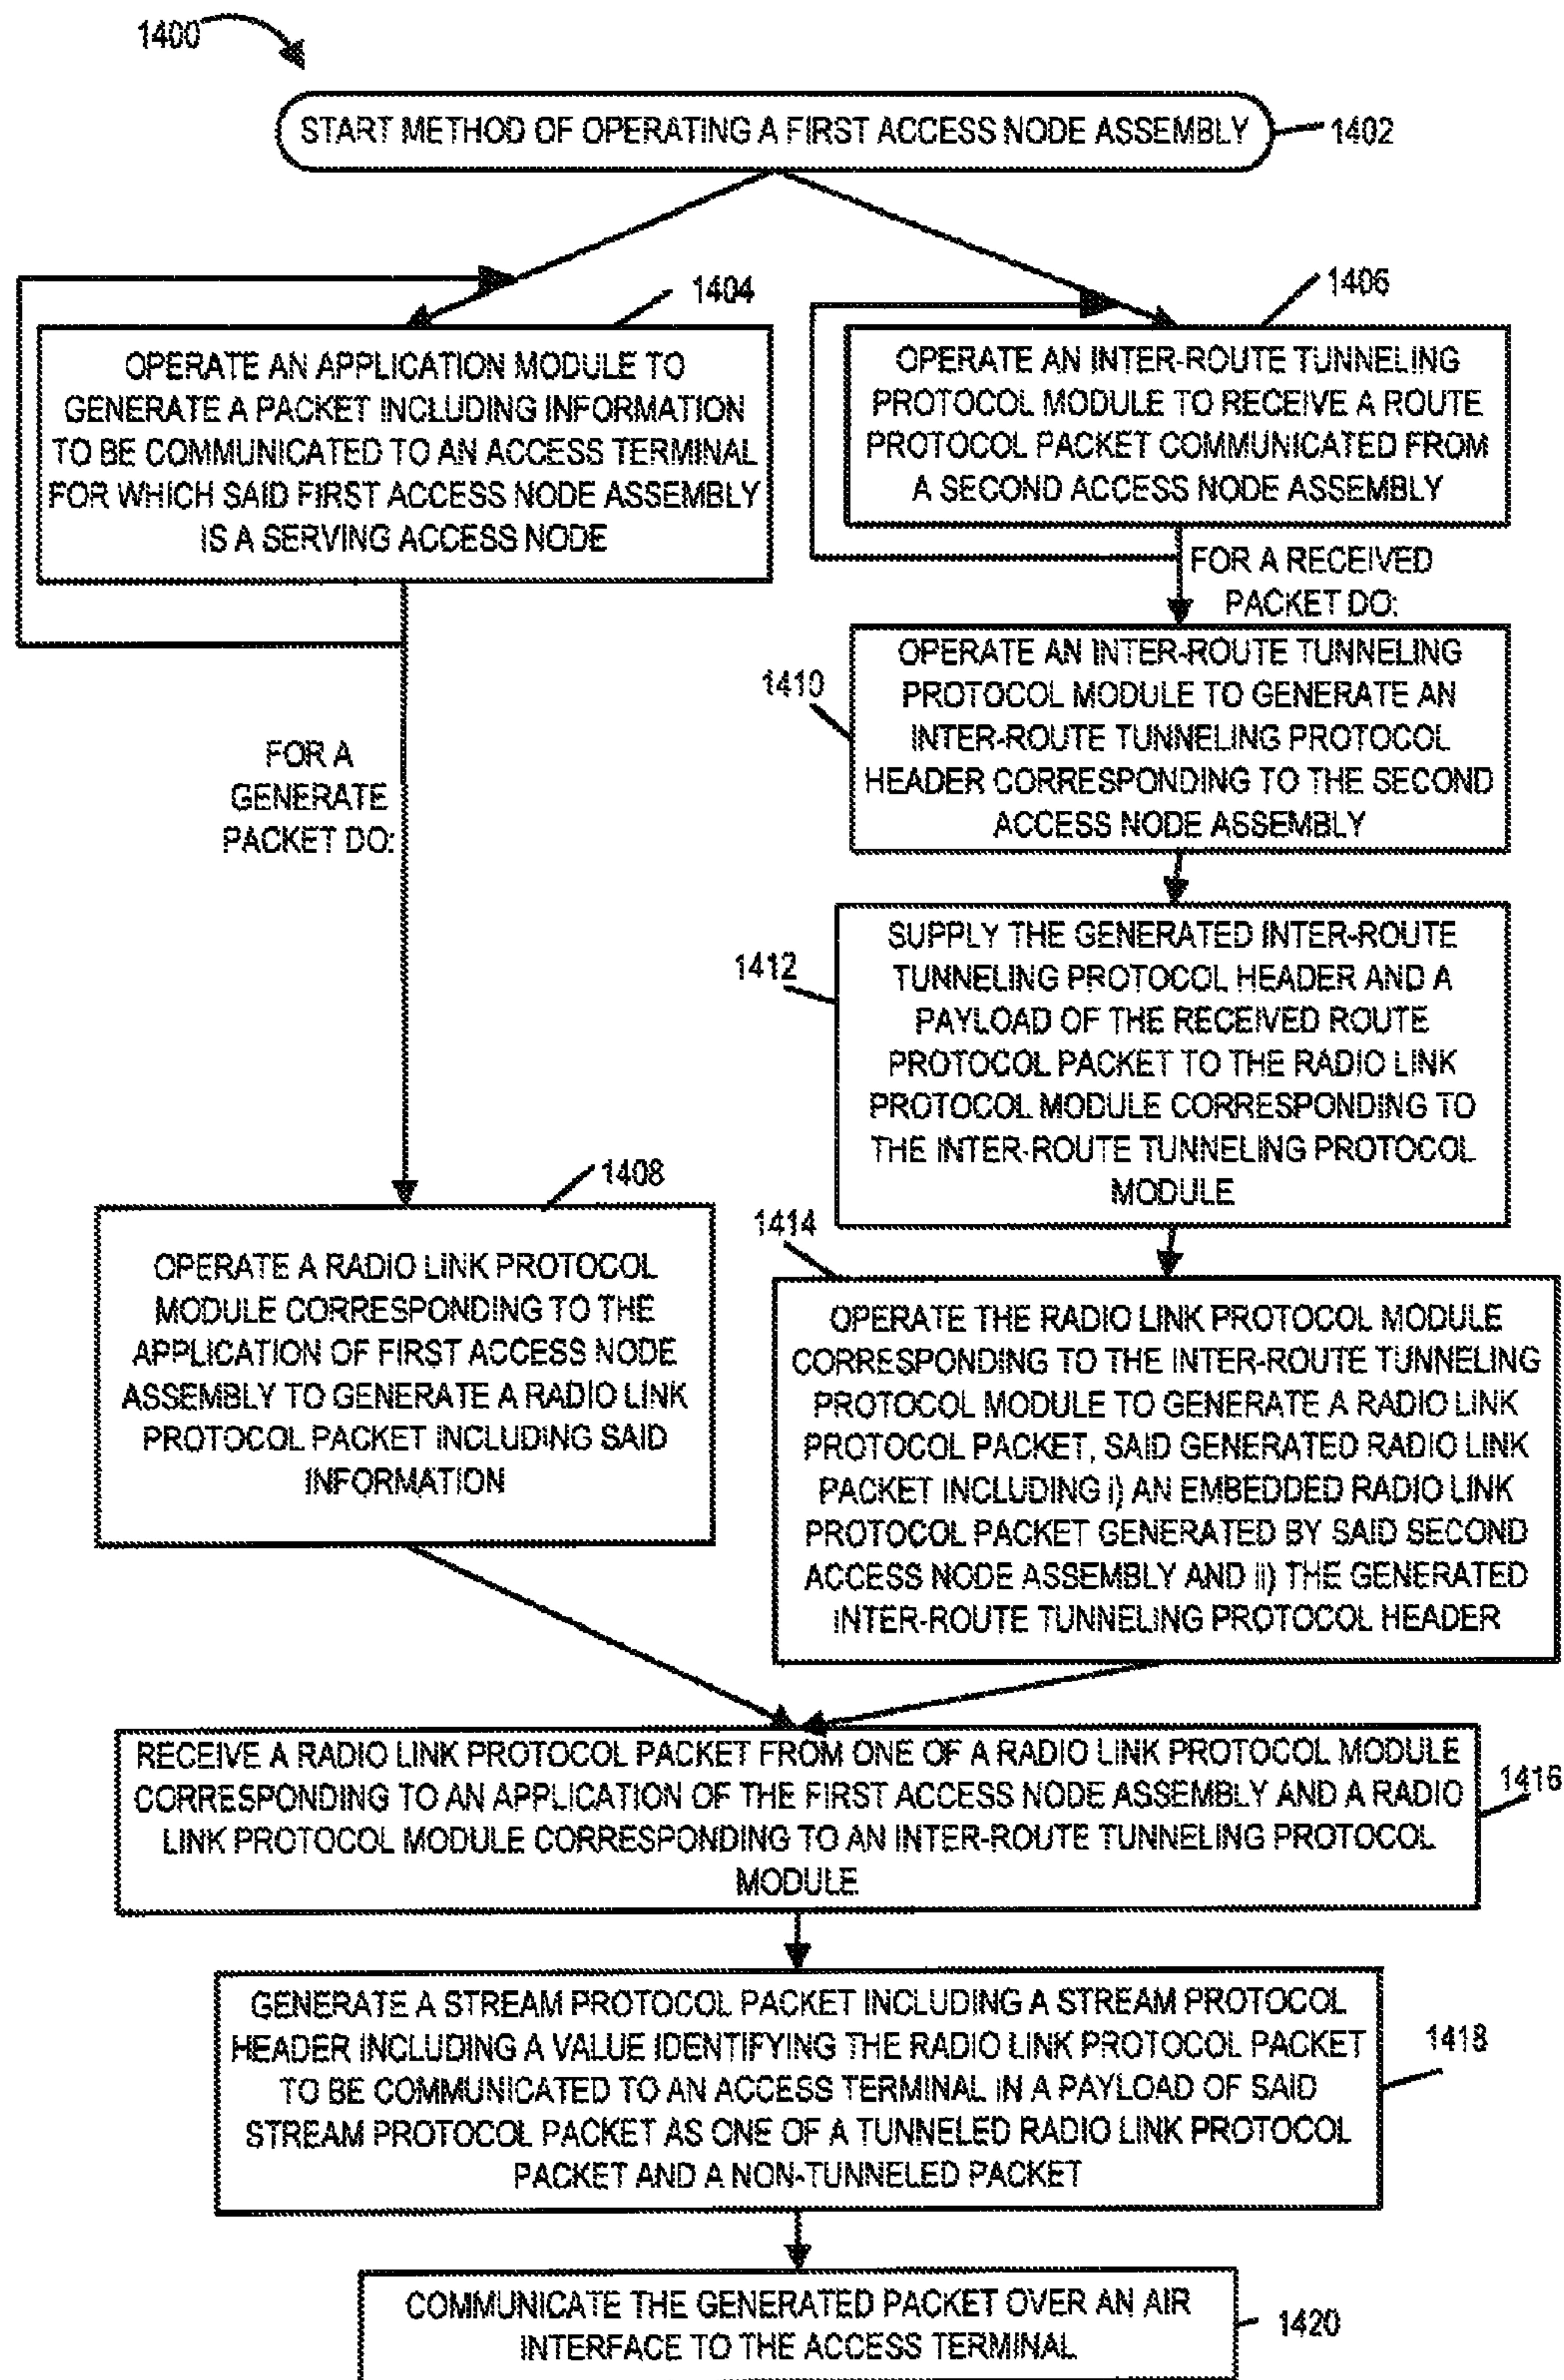 1400
START METHOD OF OPERATING A FIRST ACCESS NODE ASSEMBLY
1402
1404
OPERATE AN APPLICATION MODULE TO
GENERATE A PACKET INCLUDING INFORMATION
TO BE COMMUNICATED TO AN ACCESS TERMINAL
FOR WHICH SAID FIRST ACCESS NODE ASSEMBLY
IS A SERVING ACCESS NODE
1406
OPERATE AN INTER-ROUTE TUNNELING
PROTOCOL MODULE TO RECEIVE A ROUTE
PROTOCOL PACKET COMMUNICATED FROM
A SECOND ACCESS NODE ASSEMBLY
FOR A RECEIVED
PACKET DO:
FOR A
GENERATE
PACKET DO:
1410
OPERATE AN INTER-ROUTE TUNNELING
PROTOCOL MODULE TO GENERATE AN
INTER-ROUTE TUNNELING PROTOCOL
HEADER CORRESPONDING TO THE SECOND
ACCESS NODE ASSEMBLY
1412
SUPPLY THE GENERATED INTER-ROUTE
TUNNELING PROTOCOL HEADER AND A
PAYLOAD OF THE RECEIVED ROUTE
PROTOCOL PACKET TO THE RADIO LINK
PROTOCOL MODULE CORRESPONDING TO
THE INTER-ROUTE TUNNELING PROTOCOL
MODULE
1408
OPERATE A RADIO LINK PROTOCOL
MODULE CORRESPONDING TO THE
APPLICATION OF FIRST ACCESS NODE
ASSEMBLY TO GENERATE A RADIO LINK
PROTOCOL PACKET INCLUDING SAID
INFORMATION
1414
OPERATE THE RADIO LINK PROTOCOL MODULE
CORRESPONDING TO THE INTER-ROUTE TUNNELING
PROTOCOL MODULE TO GENERATE A RADIO LINK
PROTOCOL PACKET, SAID GENERATED RADIO LINK
PACKET INCLUDING i) AN EMBEDDED RADIO LINK
PROTOCOL PACKET GENERATED BY SAID SECOND
ACCESS NODE ASSEMBLY AND ii) THE GENERATED
INTER-ROUTE TUNNELING PROTOCOL HEADER
RECEIVE A RADIO LINK PROTOCOL PACKET FROM ONE OF A RADIO LINK PROTOCOL MODULE
CORRESPONDING TO AN APPLICATION OF THE FIRST ACCESS NODE ASSEMBLY AND A RADIO
LINK PROTOCOL MODULE CORRESPONDING TO AN INTER-ROUTE TUNNELING PROTOCOL
MODULE
1416
GENERATE A STREAM PROTOCOL PACKET INCLUDING A STREAM PROTOCOL
HEADER INCLUDING A VALUE IDENTIFYING THE RADIO LINK PROTOCOL PACKET
TO BE COMMUNICATED TO AN ACCESS TERMINAL IN A PAYLOAD OF SAID
STREAM PROTOCOL PACKET AS ONE OF A TUNNELED RADIO LINK PROTOCOL
PACKET AND A NON-TUNNELED PACKET
1418
COMMUNICATE THE GENERATED PACKET OVER AN AIR
INTERFACE TO THE ACCESS TERMINAL
1420